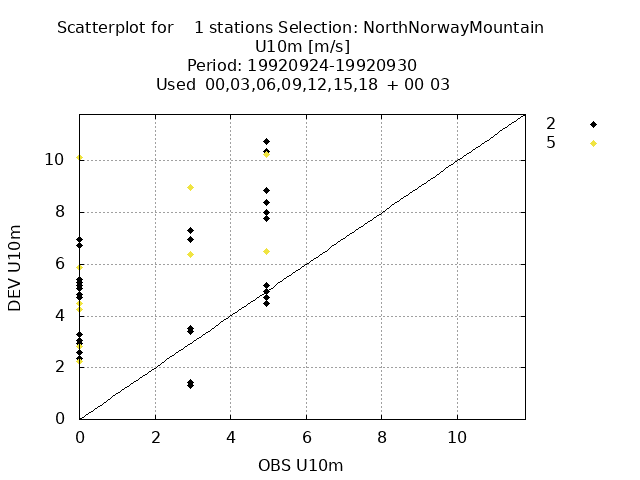 Scatterplot for    1 stations Selection: NorthNorwayMountain
U10m [m/s]
Period: 19920924-19920930
Used  00,03,06,09,12,15,18  + 00 03
2
5
DEV U10m
10
8
6
4
2
0
0 2 4 6 8 10
OBS U10m